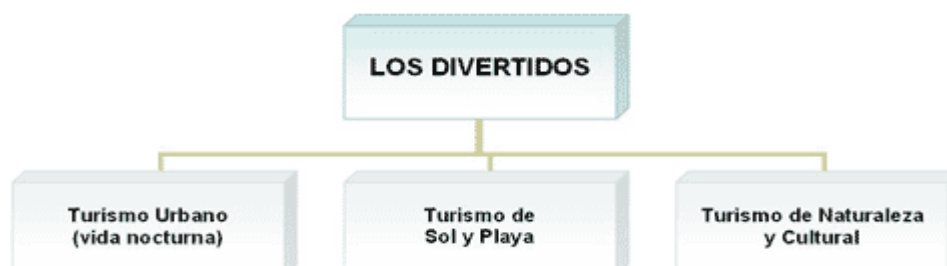 LOS DIVERTIDOS
Turismo Urbano
(vida nocturna)
Turismo de
Sol y Playa
Turismo de Naturaleza
y Cultural